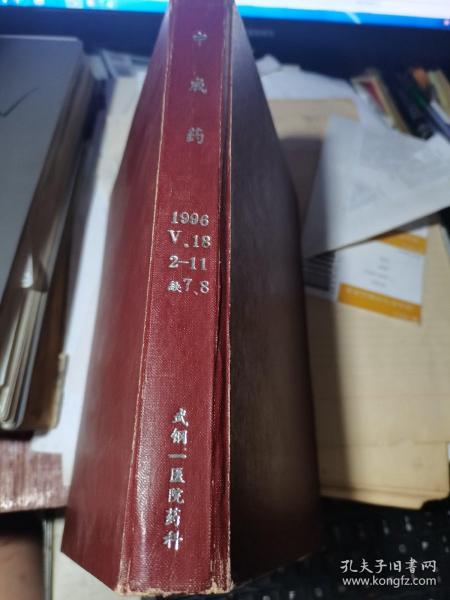 中成药
1996
V.18
2-11
缺7、8
武钢一医院药科
孔夫子旧书网
www.kongfz.com